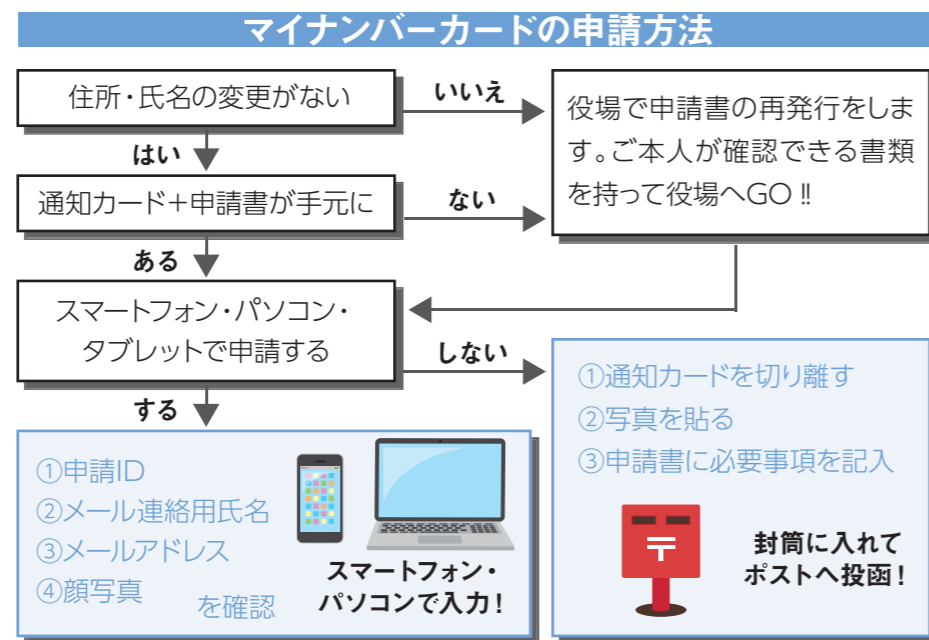 マイナンバーカードの申請方法
住所・氏名の変更がない
いいえ
役場で申請書の再発行をしま
す。ご本人が確認できる書類
を持って役場へGO‼
はい
通知カード＋申請書が手元に
ない
ある
スマートフォン・パソコン・
タブレットで申請する
しない
する
①通知カードを切り離す
②写真を貼る
③申請書に必要事項を記入
封筒に入れて
ポストへ投函！
①申請ID
②メール連絡用氏名
③メールアドレス
④顔写真
を確認
スマートフォン・
パソコンで入力！